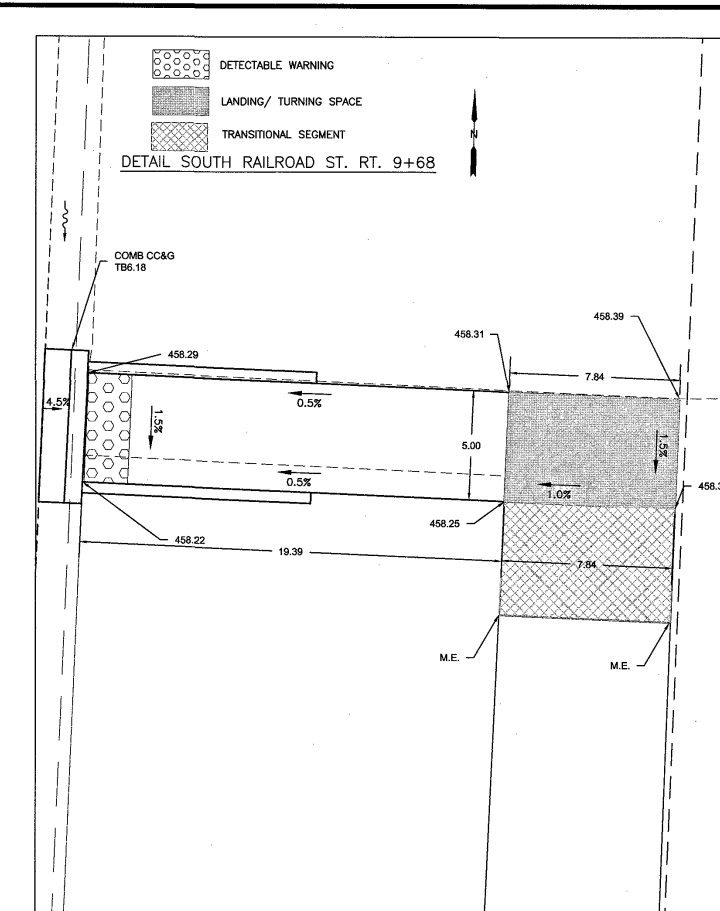 DETECTABLE WARNING
LANDING/ TURNING SPACE
TRANSITIONAL SEGMENT
N
DETAIL SOUTH RAILROAD ST. RT. 9+68
COMB CC&G
TB6.18
458.39
458.31
458.29
7.84
4.5%
0.5%
1.5%
1.5%
5.00
0.5%
1.0%
458.3
458.25
458.22
19.39
7.84
M.E.
M.E.